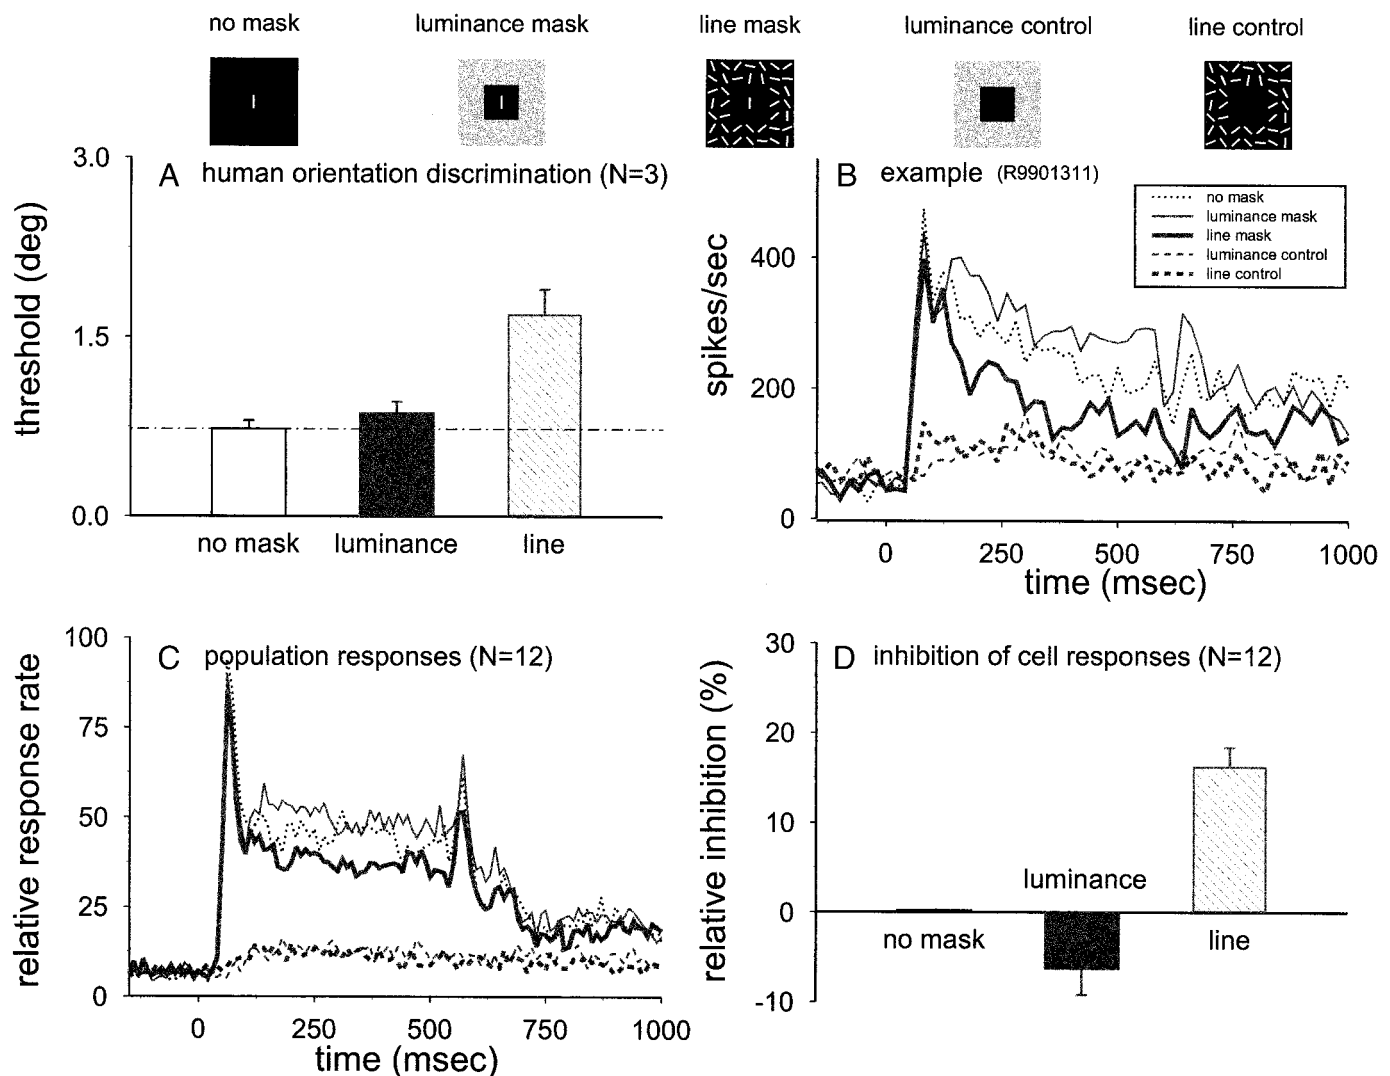 no mask luminance mask line mask luminance control line control
A human orientation discrimination (N=3)
threshold (deg)
3.0
1.5
0.0
no mask luminance line
B example (R9901311)
no mask
luminance mask
line mask
luminance control
line control
spikes/sec
400
200
0
0 250 500 750 1000
time (msec)
C population responses (N=12)
relative response rate
100
75
50
25
0
0 250 500 750 1000
time (msec)
D inhibition of cell responses (N=12)
relative inhibition (%)
30
20
10
0
-10
luminance
no mask line